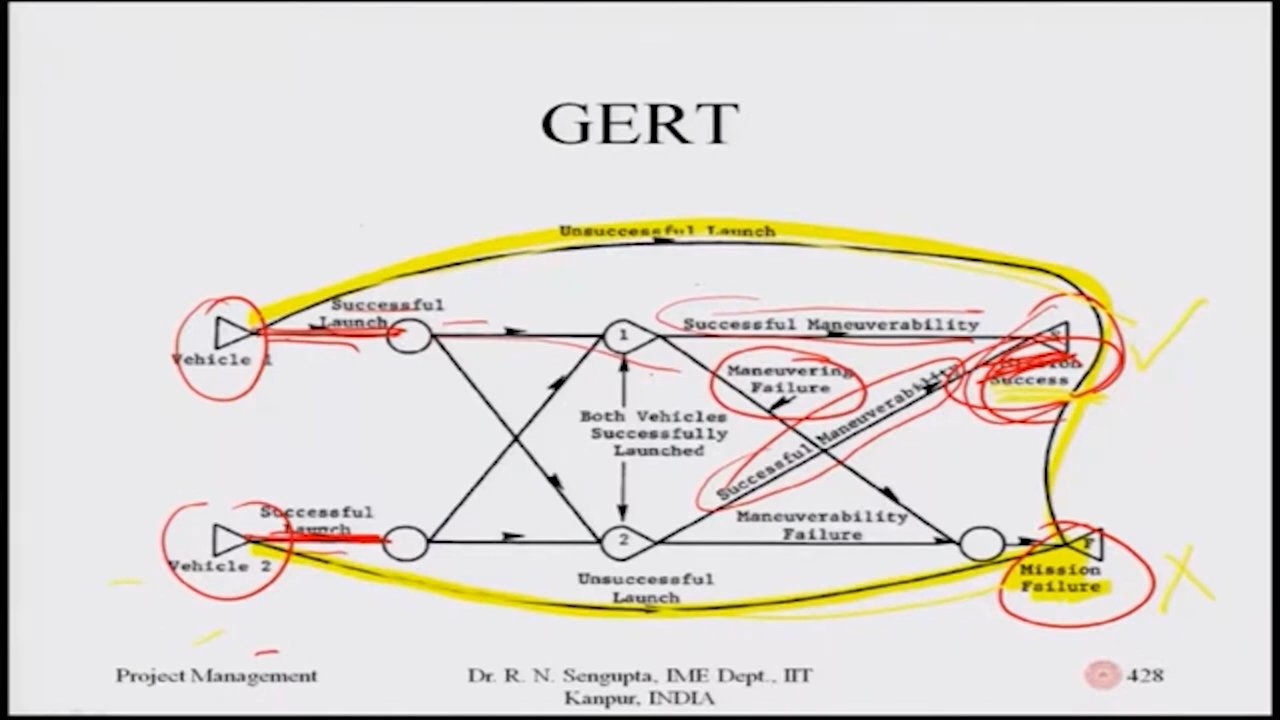 GERT
Unsuccessful Launch
Successful
Launch
Vehicle 1
1
Successful Maneuverability
S
Mission
Success
Maneuvering
Failure
Both Vehicles
Successfully
Launched
Successful Maneuverability
Successful
Launch
Vehicle 2
2
Maneuverability
Failure
F
Mission
Failure
Unsuccessful
Launch
Project Management
Dr. R. N. Sengupta, IME Dept., IIT
Kanpur, INDIA
428